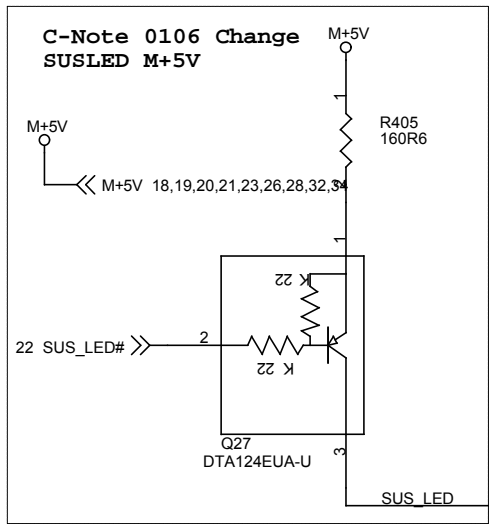 C-Note 0106 Change
SUSLED M+5V
M+5V
1
R405
160R6
M+5V
M+5V 18,19,20,21,23,26,28,32,34
2
1
K 22
22 SUS_LED#
2
K 22
Q27
DTA124EUA-U
3
SUS_LED